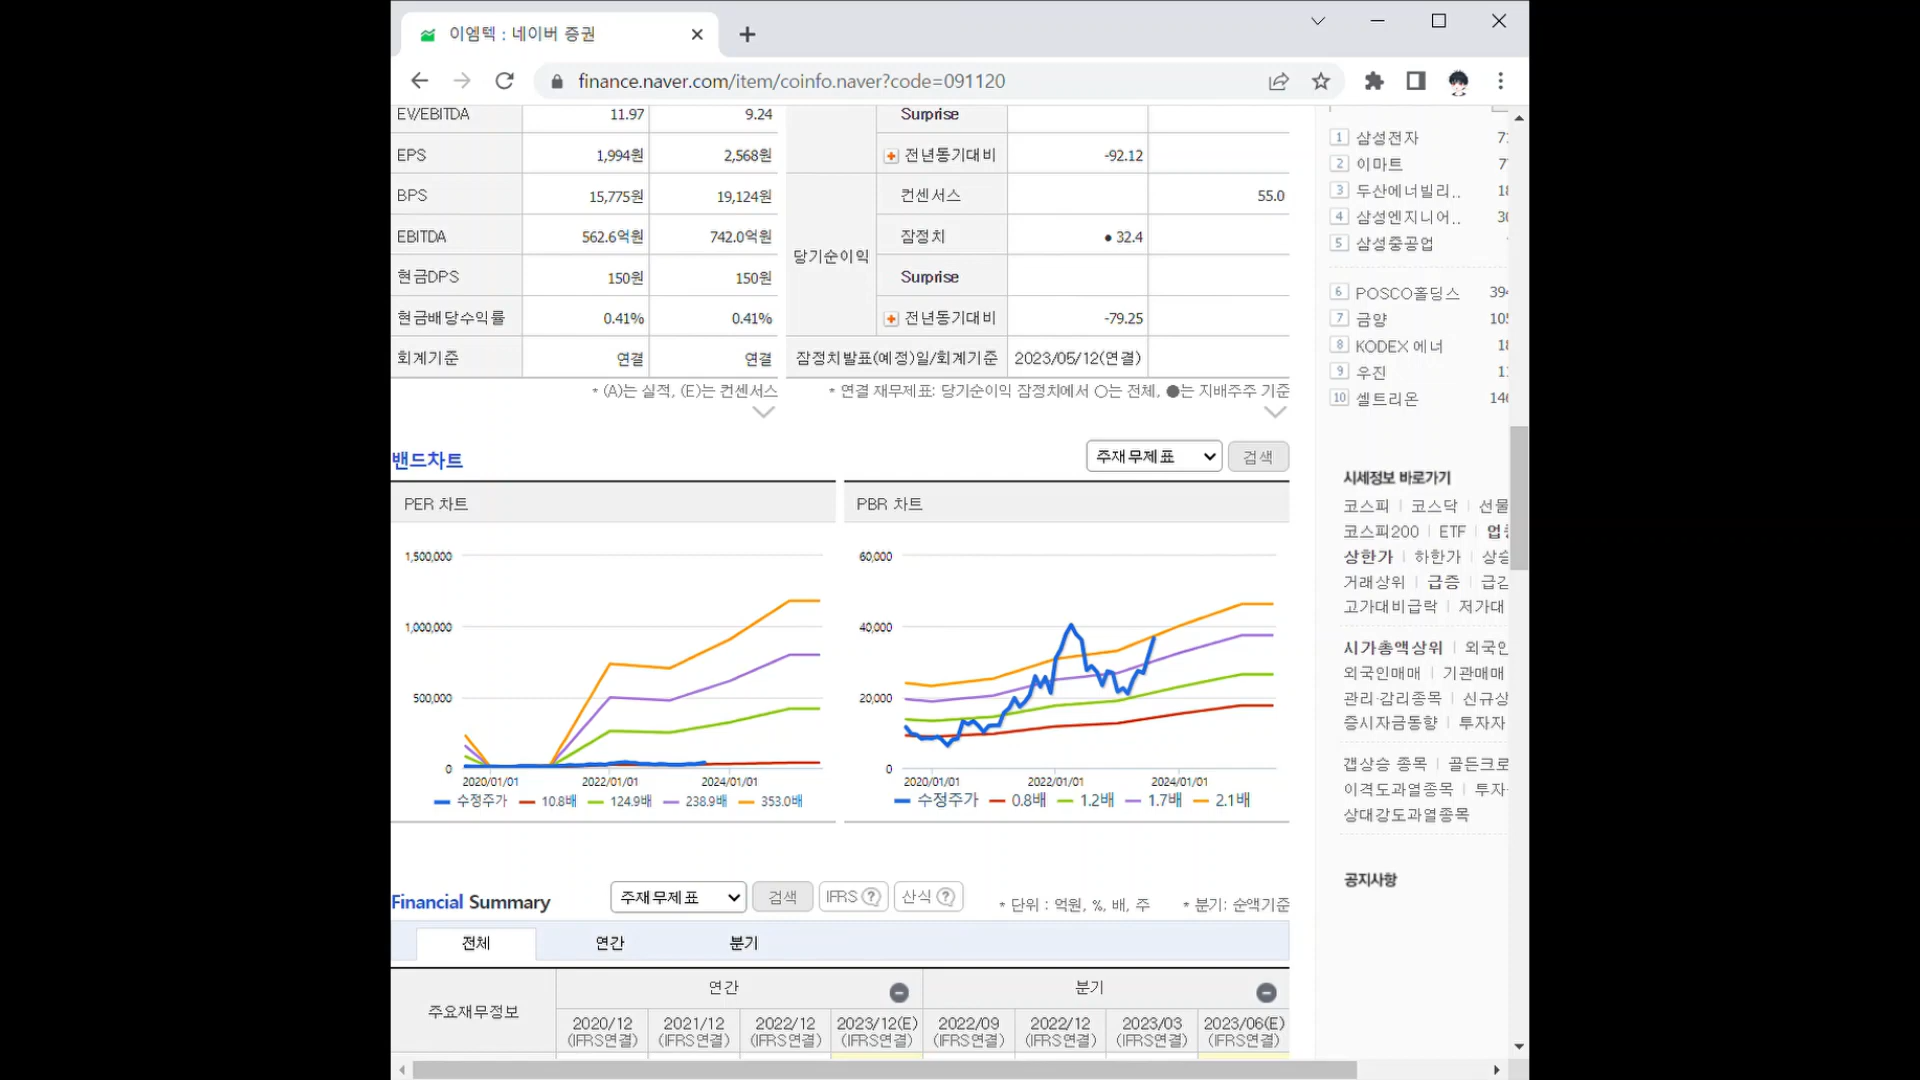 이엠텍 : 네이버 증권
finance.naver.com/item/coinfo.naver?code=091120
EV/EBITDA 11.97 9.24 Surprise
EPS 1,994원 2,568원 전년동기대비 -92.12
BPS 15,775원 19,124원 컨센서스 55.0
EBITDA 562.6억원 742.0억원 잠정치 ● 32.4
당기순이익
현금DPS 150원 150원 Surprise
현금배당수익률 0.41% 0.41% 전년동기대비 -79.25
회계기준 연결 연결 잠정치발표(예정)일/회계기준 2023/05/12(연결)
* (A)는 실적, (E)는 컨센서스
* 연결 재무제표: 당기순이익 잠정치에서 ○는 전체, ●는 지배주주 기준
밴드차트 주재무제표 검색
PER 차트
1,500,000
1,000,000
500,000
0
2020/01/01 2022/01/01 2024/01/01
수정주가 10.8배 124.9배 238.9배 353.0배
PBR 차트
60,000
40,000
20,000
0
2020/01/01 2022/01/01 2024/01/01
수정주가 0.8배 1.2배 1.7배 2.1배
Financial Summary 주재무제표 검색 IFRS ? 산식 ? * 단위 : 억원, %, 배, 주 * 분기: 순액기준
전체 연간 분기
주요재무정보 연간 분기
2020/12 2021/12 2022/12 2023/12(E) 2022/09 2022/12 2023/03 2023/06(E)
(IFRS연결) (IFRS연결) (IFRS연결) (IFRS연결) (IFRS연결) (IFRS연결) (IFRS연결) (IFRS연결)
1 삼성전자
2 이마트
3 두산에너빌리..
4 삼성엔지니어..
5 삼성중공업
6 POSCO홀딩스
7 금양
8 KODEX 에너
9 우진
10 셀트리온
시세정보 바로가기
코스피 코스닥 선물
코스피200 ETF
상한가 하한가
거래상위 급증
고가대비급락 저가대
시가총액상위 외국인
외국인매매 기관매매
관리·감리종목 신규상
증시자금동향 투자자
갭상승 종목 골든크로
이격도과열종목 투자
상대강도과열종목
공지사항